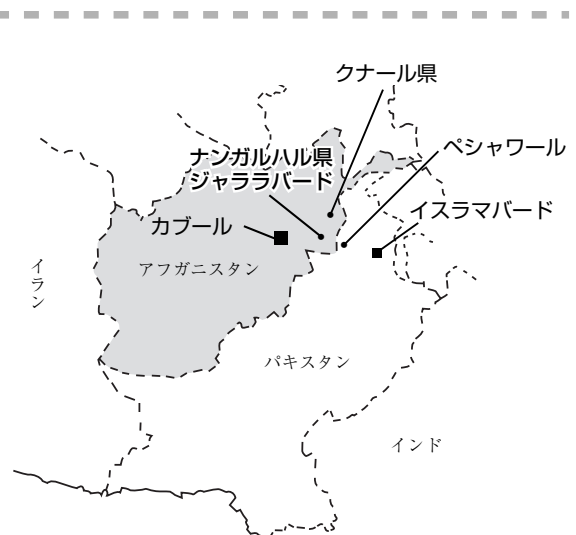 クナール県
ナンガルハル県
ジャララバード
ペシャワール
カブール
イスラマバード
アフガニスタン
イラン
パキスタン
インド